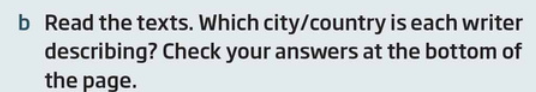 b Read the texts. Which city/country is each writer
describing? Check your answers at the bottom of
the page.